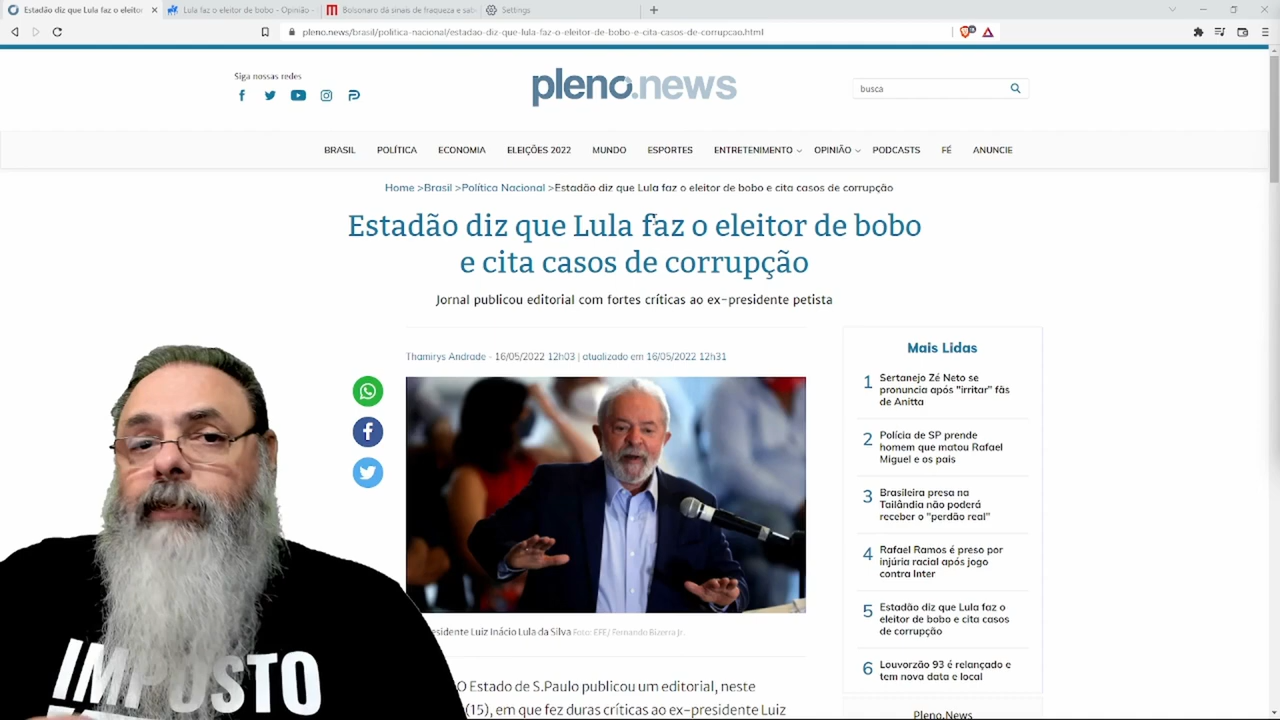 Estadão diz que Lula faz o eleitor
Lula faz o eleitor de bobo - Opinião -
Bolsonaro dá sinais de fraqueza e sab
Settings
pleno.news/brasil/politica-nacional/estadao-diz-que-lula-faz-o-eleitor-de-bobo-e-cita-casos-de-corrupcao.html
Siga nossas redes
pleno.news
busca
BRASIL POLÍTICA ECONOMIA ELEIÇÕES 2022 MUNDO ESPORTES ENTRETENIMENTO OPINIÃO PODCASTS FÉ ANUNCIE
Home >Brasil >Política Nacional >Estadão diz que Lula faz o eleitor de bobo e cita casos de corrupção
Estadão diz que Lula faz o eleitor de bobo
e cita casos de corrupção
Jornal publicou editorial com fortes críticas ao ex-presidente petista
Thamirys Andrade - 16/05/2022 12h03 | atualizado em 16/05/2022 12h31
esidente Luiz Inácio Lula da Silva Foto: EFE/ Fernando Bizerra Jr.
O Estado de S.Paulo publicou um editorial, neste
(15), em que fez duras críticas ao ex-presidente Luiz
Mais Lidas
1 Sertanejo Zé Neto se
pronuncia após "irritar" fãs
de Anitta
2 Polícia de SP prende
homem que matou Rafael
Miguel e os pais
3 Brasileira presa na
Tailândia não poderá
receber o "perdão real"
4 Rafael Ramos é preso por
injúria racial após jogo
contra Inter
5 Estadão diz que Lula faz o
eleitor de bobo e cita casos
de corrupção
6 Louvorzão 93 é relançado e
tem nova data e local
Pleno.News
IMPOSTO